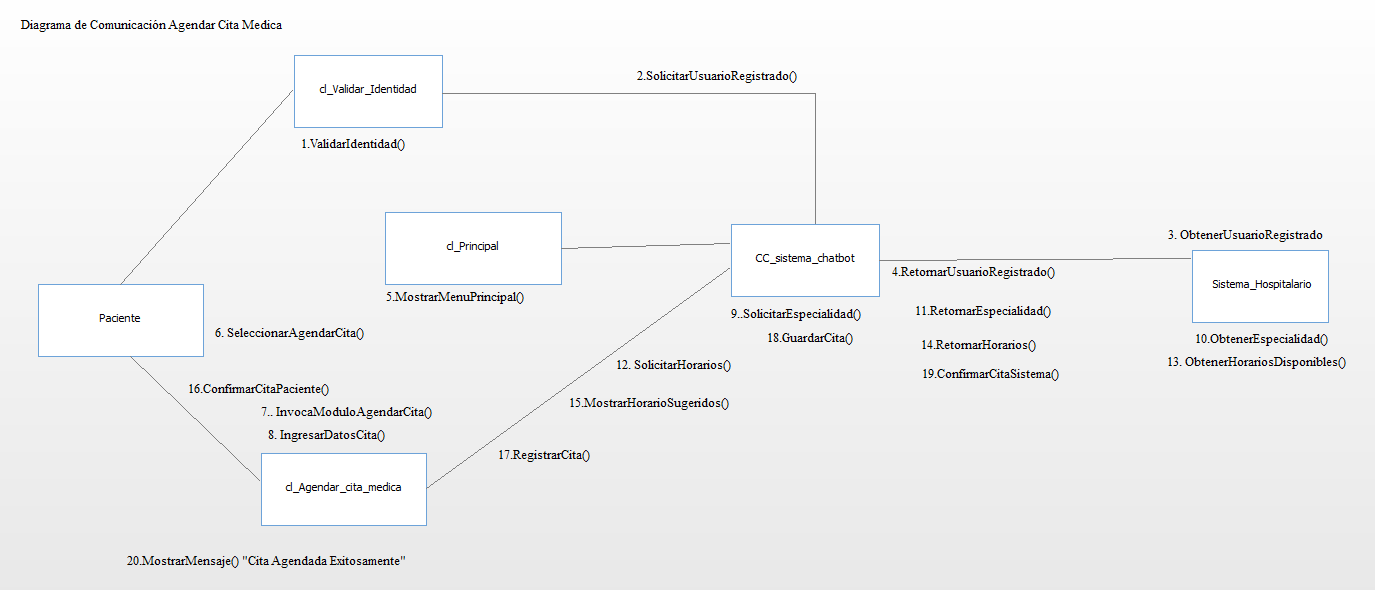 Diagrama de Comunicación Agendar Cita Medica
2.SolicitarUsuarioRegistrado()
cl_Validar_Identidad
1.ValidarIdentidad()
cl_Principal
5.MostrarMenuPrincipal()
CC_sistema_chatbot
3. ObtenerUsuarioRegistrado
4.RetornarUsuarioRegistrado()
Sistema_Hospitalario
9..SolicitarEspecialidad()
18.GuardarCita()
11.RetornarEspecialidad()
14.RetornarHorarios()
19.ConfirmarCitaSistema()
10.ObtenerEspecialidad()
13. ObtenerHorariosDisponibles()
Paciente
6. SeleccionarAgendarCita()
12. SolicitarHorarios()
15.MostrarHorarioSugeridos()
17.RegistrarCita()
16.ConfirmarCitaPaciente()
7.. InvocaModuloAgendarCita()
8. IngresarDatosCita()
cl_Agendar_cita_medica
20.MostrarMensaje() "Cita Agendada Exitosamente"